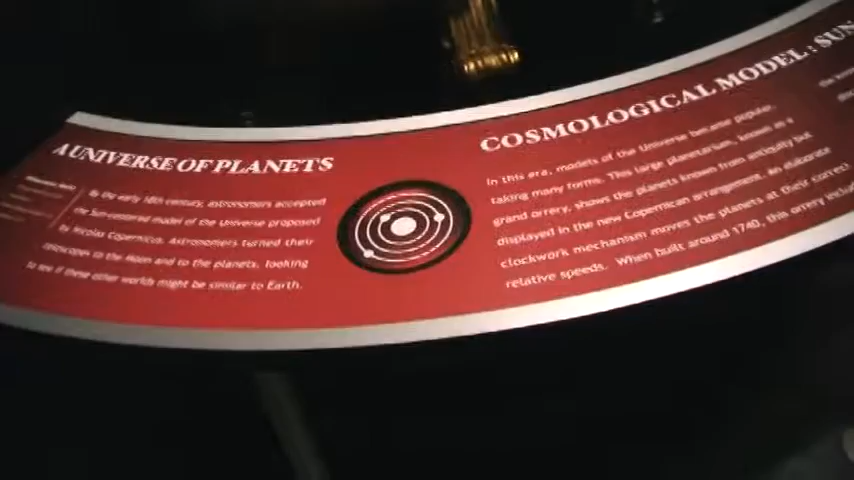 A UNIVERSE OF PLANETS
By the early 18th century, astronomers accepted
the Sun-centered model of the Universe proposed
by Nicolas Copernicus. Astronomers turned their
telescopes to the Moon and to the planets, looking
to see if these other worlds might be similar to Earth.
COSMOLOGICAL MODEL: SUN
In this era, models of the Universe became popular,
taking many forms. This large planetarium, known as a
grand orrery, shows the planets known from antiquity but
displayed in the new Copernican arrangement. An elaborate
clockwork mechanism moves the planets at their correct
relative speeds. When built around 1740, this orrery